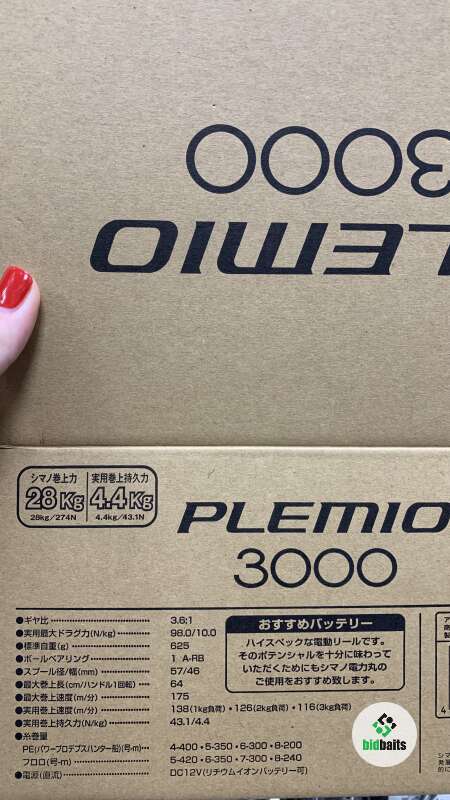 3000
PLEMIO
シマノ巻上力 実用巻上持久力
28Kg 4.4Kg
28kg/274N 4.4kg/43.1N
PLEMIO
3000
●ギヤ比 3.6:1
●実用最大ドラグ力(N/kg) 98.0/10.0
●標準自重(g) 625
●ボールベアリング 1 A-RB
●スプール径/幅(mm) 57/46
●最大巻上長(cm/ハンドル1回転) 64
●最大巻上速度(m/分) 175
●実用巻上速度(m/分) 138(1kg負荷)•126(2kg負荷)•116(3kg負荷)
●実用巻上持久力(N/kg) 43.1/4.4
●糸巻量
PE(パワープロデプスハンター船)(号-m) 4-400•5-350•6-300•8-200
フロロ(号-m) 5-420•6-350•7-300•8-240
●電源(直流) DC12V(リチウムイオンバッテリー可)
おすすめバッテリー
ハイスペックな電動リールです。
そのポテンシャルを十分に味わって
いただくためにもシマノ電力丸の
ご使用をおすすめ致します。
4
bidbaits